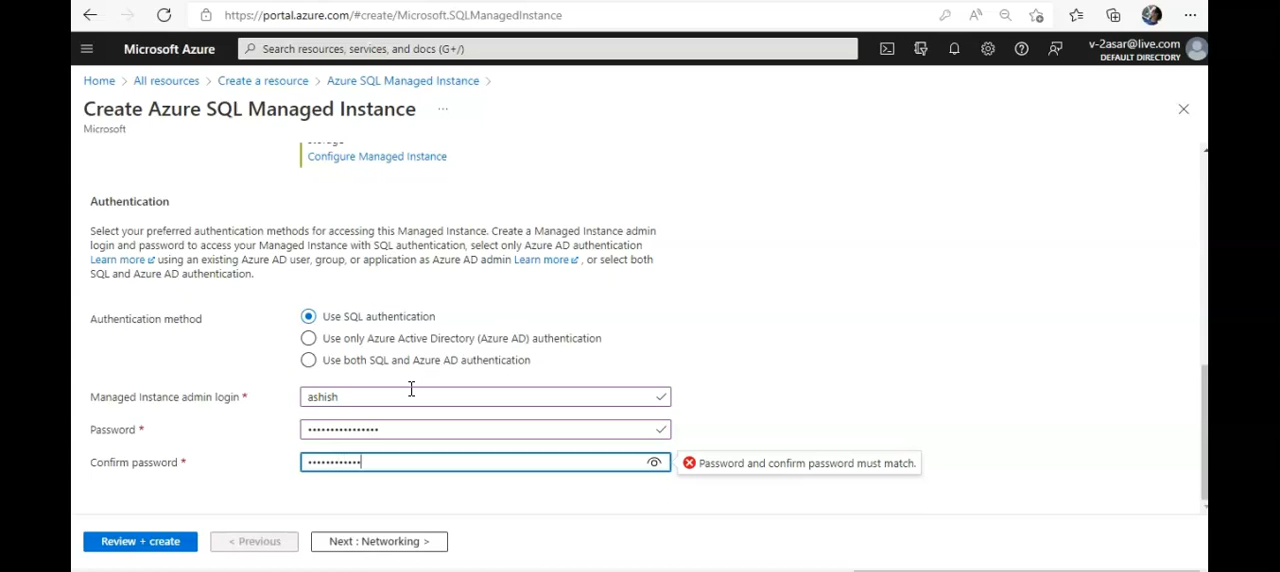 https://portal.azure.com/#create/Microsoft.SQLManagedInstance
Microsoft Azure
Search resources, services, and docs (G+/)
v-2asar@live.com
DEFAULT DIRECTORY
Home > All resources > Create a resource > Azure SQL Managed Instance >
Create Azure SQL Managed Instance ...
Microsoft
Storage
Configure Managed Instance
Authentication
Select your preferred authentication methods for accessing this Managed Instance. Create a Managed Instance admin
login and password to access your Managed Instance with SQL authentication, select only Azure AD authentication
Learn more using an existing Azure AD user, group, or application as Azure AD admin Learn more , or select both
SQL and Azure AD authentication.
Authentication method
Use SQL authentication
Use only Azure Active Directory (Azure AD) authentication
Use both SQL and Azure AD authentication
Managed Instance admin login *
ashish
Password *
••••••••••••••••
Confirm password *
••••••••••••
Password and confirm password must match.
Review + create
< Previous
Next : Networking >